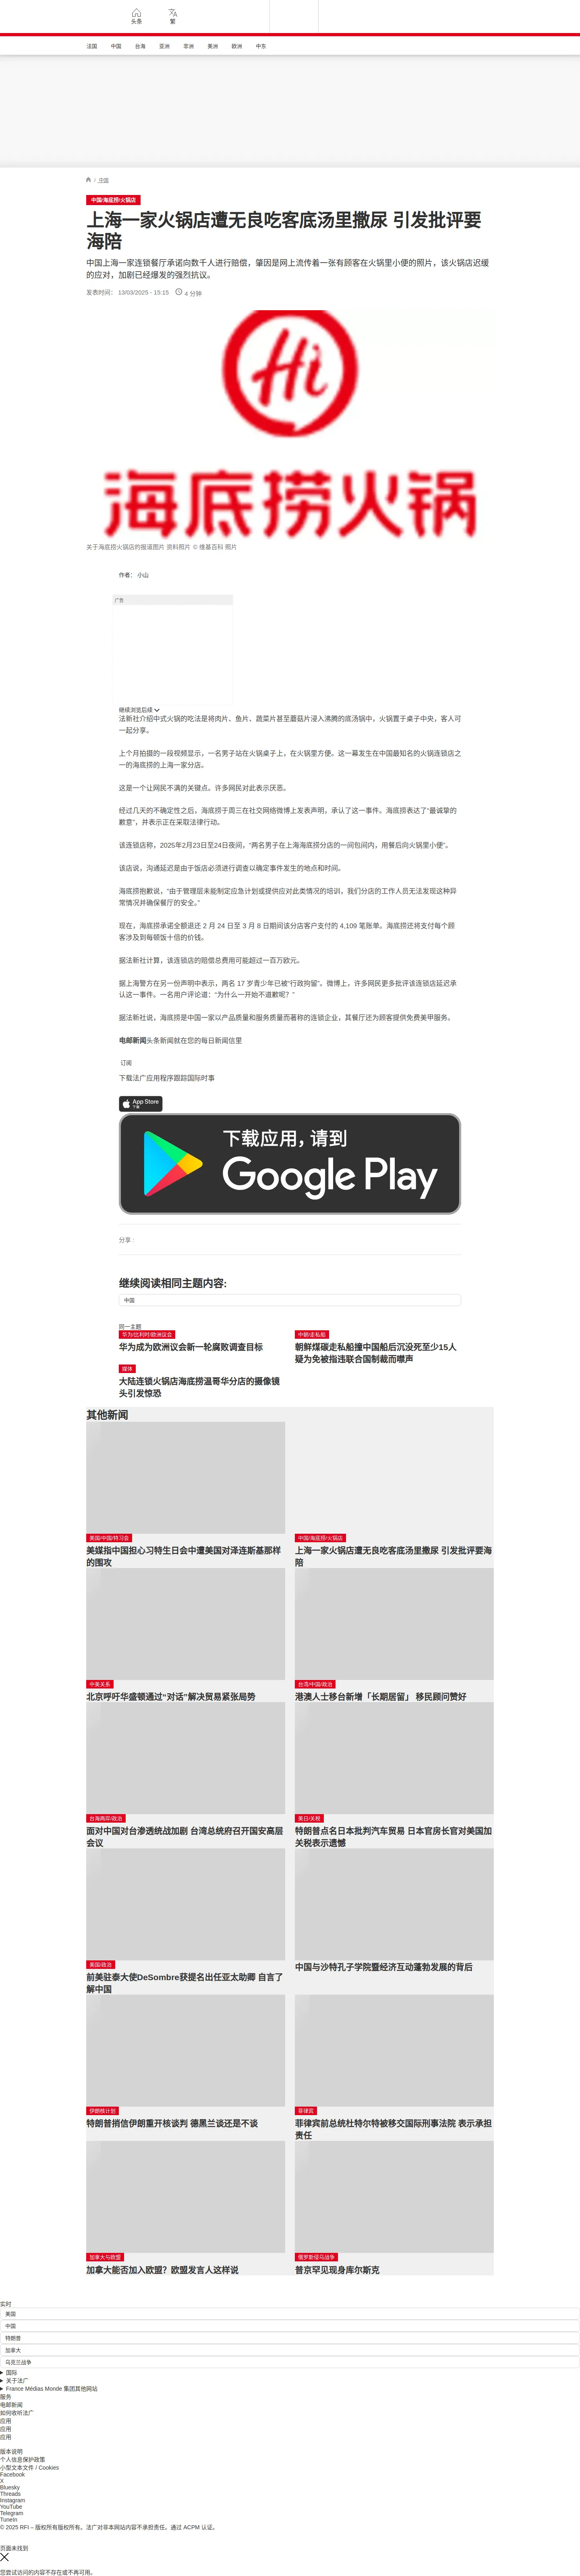 头条
繁
法国
中国
台海
亚洲
非洲
美洲
欧洲
中东
/ 中国
中国/海底捞/火锅店
上海一家火锅店遭无良吃客底汤里撒尿 引发批评要
海陪
中国上海一家连锁餐厅承诺向数千人进行赔偿，肇因是网上流传着一张有顾客在火锅里小便的照片，该火锅店迟缓
的应对，加剧已经爆发的强烈抗议。
发表时间： 13/03/2025 - 15:15
4 分钟
Hi
海底捞火锅
关于海底捞火锅店的报道图片 资料照片 © 维基百科 照片
作者： 小山
广告
继续浏览后续
法新社介绍中式火锅的吃法是将肉片、鱼片、蔬菜片甚至蘑菇片浸入沸腾的底汤锅中，火锅置于桌子中央，客人可
一起分享。
上个月拍摄的一段视频显示，一名男子站在火锅桌子上，在火锅里方便。这一幕发生在中国最知名的火锅连锁店之
一的海底捞的上海一家分店。
这是一个让网民不满的关键点。许多网民对此表示厌恶。
经过几天的不确定性之后，海底捞于周三在社交网络微博上发表声明，承认了这一事件。海底捞表达了“最诚挚的
歉意”，并表示正在采取法律行动。
该连锁店称，2025年2月23日至24日夜间，“两名男子在上海海底捞分店的一间包间内，用餐后向火锅里小便”。
该店说，沟通延迟是由于饭店必须进行调查以确定事件发生的地点和时间。
海底捞抱歉说，“由于管理层未能制定应急计划或提供应对此类情况的培训，我们分店的工作人员无法发现这种异
常情况并确保餐厅的安全。”
现在，海底捞承诺全额退还 2 月 24 日至 3 月 8 日期间该分店客户支付的 4,109 笔账单。海底捞还将支付每个顾
客涉及到每顿饭十倍的价钱。
据法新社计算，该连锁店的赔偿总费用可能超过一百万欧元。
据上海警方在另一份声明中表示，两名 17 岁青少年已被“行政拘留”。微博上，许多网民更多批评该连锁店延迟承
认这一事件。一名用户评论道：“为什么一开始不道歉呢？”
据法新社说，海底捞是中国一家以产品质量和服务质量而著称的连锁企业，其餐厅还为顾客提供免费美甲服务。
电邮新闻头条新闻就在您的每日新闻信里
订阅
下载法广应用程序跟踪国际时事
App Store
下载
下载应用，请到
Google Play
分享 :
继续阅读相同主题内容:
中国
同一主题
华为/比利时/欧洲议会
华为成为欧洲议会新一轮腐败调查目标
中朝/走私船
朝鲜煤碳走私船撞中国船后沉没死至少15人
疑为免被指违联合国制裁而噤声
媒体
大陆连锁火锅店海底捞温哥华分店的摄像镜
头引发惊恐
其他新闻
美国/中国/特习会
美媒指中国担心习特生日会中遭美国对泽连斯基那样
的围攻
中国/海底捞/火锅店
上海一家火锅店遭无良吃客底汤里撒尿 引发批评要海
陪
中美关系
北京呼吁华盛顿通过“对话”解决贸易紧张局势
台湾/中国/政治
港澳人士移台新增「长期居留」 移民顾问赞好
台海两岸/政治
面对中国对台渗透统战加剧 台湾总统府召开国安高层
会议
美日/关税
特朗普点名日本批判汽车贸易 日本官房长官对美国加
关税表示遗憾
美国/政治
前美驻泰大使DeSombre获提名出任亚太助卿 自言了
解中国
中国与沙特孔子学院暨经济互动蓬勃发展的背后
伊朗核计划
特朗普捎信伊朗重开核谈判 德黑兰谈还是不谈
菲律宾
菲律宾前总统杜特尔特被移交国际刑事法院 表示承担
责任
加拿大与欧盟
加拿大能否加入欧盟？欧盟发言人这样说
俄罗斯侵乌战争
普京罕见现身库尔斯克
实时
美国
中国
特朗普
加拿大
乌克兰战争
国际
关于法广
France Médias Monde 集团其他网站
服务
电邮新闻
如何收听法广
应用
应用
应用
版本说明
个人信息保护政策
小型文本文件 / Cookies
Facebook
X
Bluesky
Threads
Instagram
YouTube
Telegram
TuneIn
© 2025 RFI – 版权所有版权所有。法广对非本网站内容不承担责任。通过 ACPM 认证。
页面未找到
您尝试访问的内容不存在或不再可用。